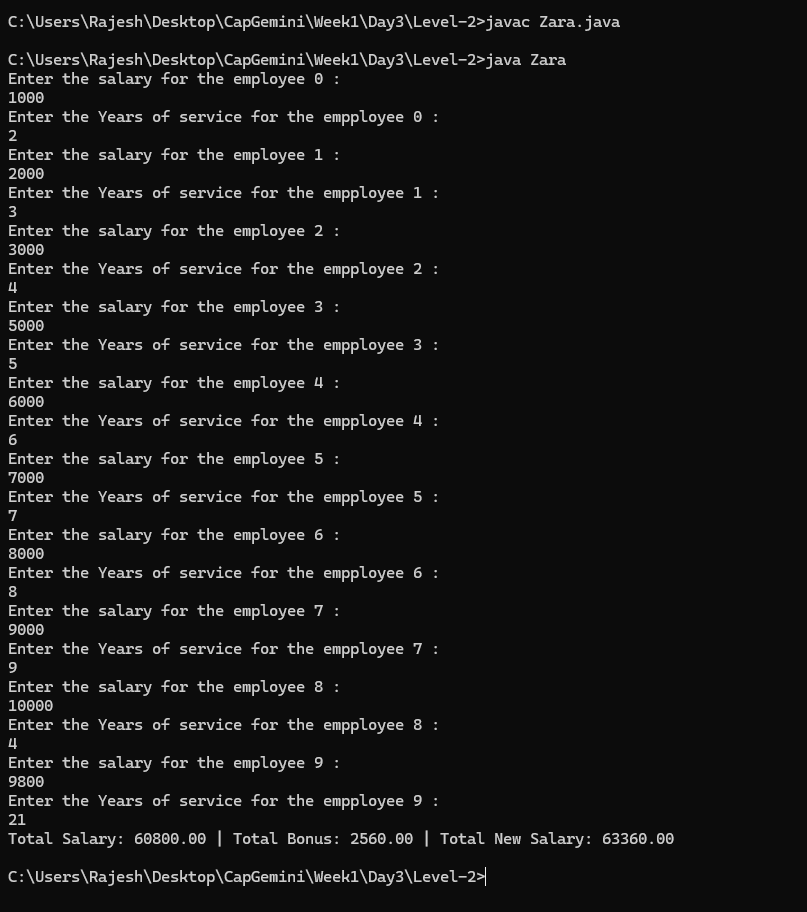 C:\Users\Rajesh\Desktop\CapGemini\Week1\Day3\Level-2>javac Zara.java
C:\Users\Rajesh\Desktop\CapGemini\Week1\Day3\Level-2>java Zara
Enter the salary for the employee 0 :
1000
Enter the Years of service for the empployee 0 :
2
Enter the salary for the employee 1 :
2000
Enter the Years of service for the empployee 1 :
3
Enter the salary for the employee 2 :
3000
Enter the Years of service for the empployee 2 :
4
Enter the salary for the employee 3 :
5000
Enter the Years of service for the empployee 3 :
5
Enter the salary for the employee 4 :
6000
Enter the Years of service for the empployee 4 :
6
Enter the salary for the employee 5 :
7000
Enter the Years of service for the empployee 5 :
7
Enter the salary for the employee 6 :
8000
Enter the Years of service for the empployee 6 :
8
Enter the salary for the employee 7 :
9000
Enter the Years of service for the empployee 7 :
9
Enter the salary for the employee 8 :
10000
Enter the Years of service for the empployee 8 :
4
Enter the salary for the employee 9 :
9800
Enter the Years of service for the empployee 9 :
21
Total Salary: 60800.00 | Total Bonus: 2560.00 | Total New Salary: 63360.00
C:\Users\Rajesh\Desktop\CapGemini\Week1\Day3\Level-2>